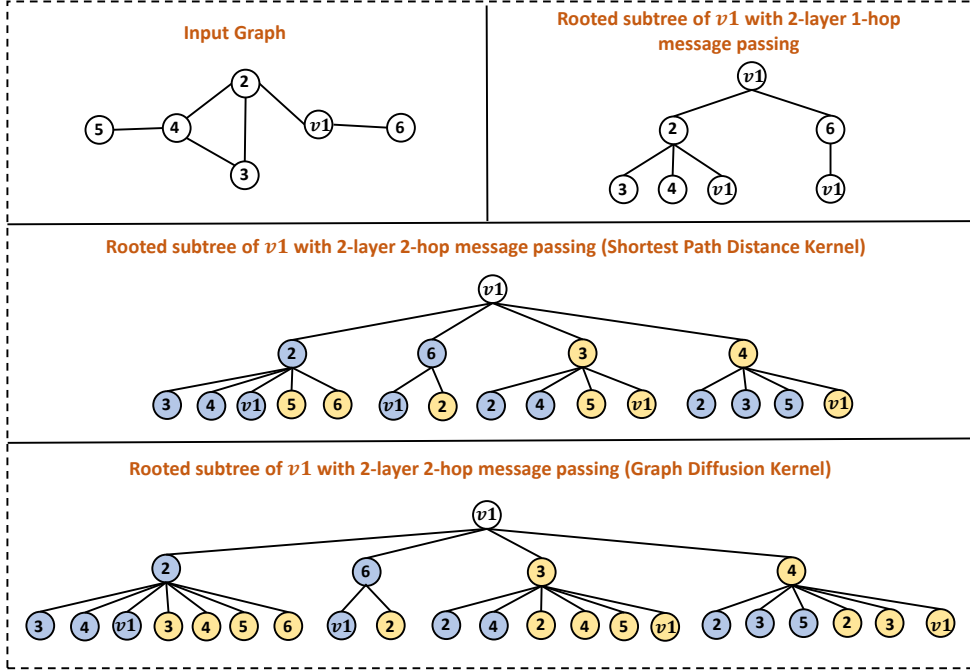 Input Graph
2
5
4
v1
6
3
Rooted subtree of v1 with 2-layer 1-hop
message passing
v1
2 6
3 4 v1 v1
Rooted subtree of v1 with 2-layer 2-hop message passing (Shortest Path Distance Kernel)
v1
2 6 3 4
3 4 v1 5 6 v1 2 2 4 5 v1 2 3 5 v1
Rooted subtree of v1 with 2-layer 2-hop message passing (Graph Diffusion Kernel)
v1
2 6 3 4
3 4 v1 3 4 5 6 v1 2 2 4 2 4 5 v1 2 3 5 2 3 v1